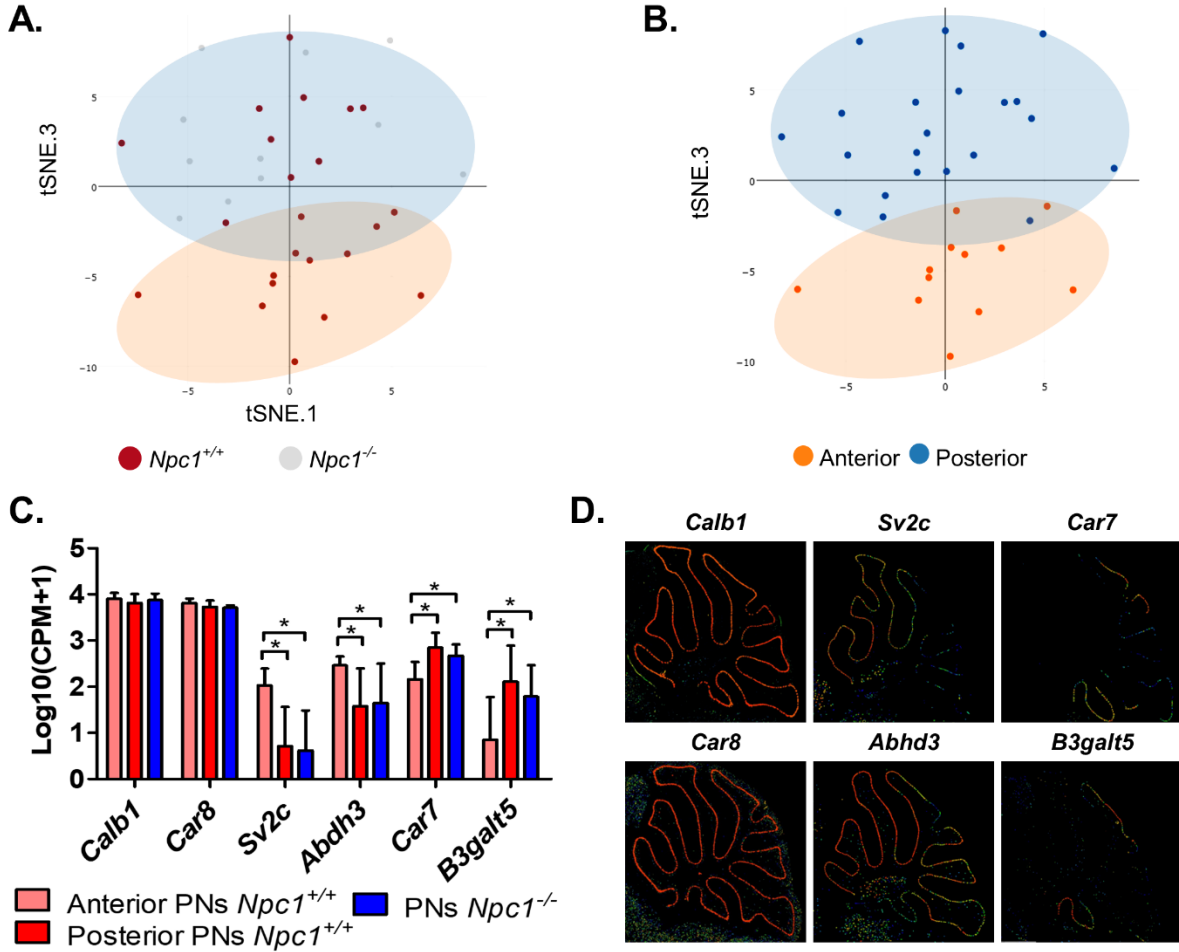 A.
5
0
−5
−10
−5
0
5
tSNE.3
tSNE.1
Npc1+/+
Npc1-/-
B.
5
0
−5
−10
−5
0
5
tSNE.3
Anterior
Posterior
C.
Log10(CPM+1)
5
4
3
2
1
0
* * * * * * * *
Calb1
Car8
Sv2c
Abdh3
Car7
B3galt5
Anterior PNs Npc1+/+
PNs Npc1-/-
Posterior PNs Npc1+/+
D.
Calb1
Sv2c
Car7
Car8
Abhd3
B3galt5